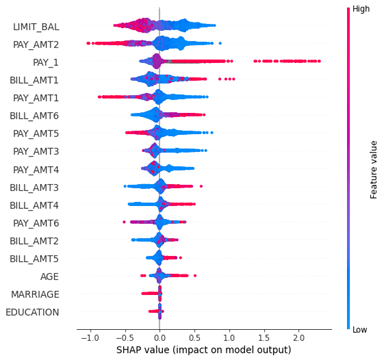 High
LIMIT_BAL
PAY_AMT2
PAY_1
BILL_AMT1
PAY_AMT1
BILL_AMT6
PAY_AMT5
PAY_AMT3
PAY_AMT4
BILL_AMT3
BILL_AMT4
PAY_AMT6
BILL_AMT2
BILL_AMT5
AGE
MARRIAGE
EDUCATION
Feature value
Low
−1.0 −0.5 0.0 0.5 1.0 1.5 2.0
SHAP value (impact on model output)